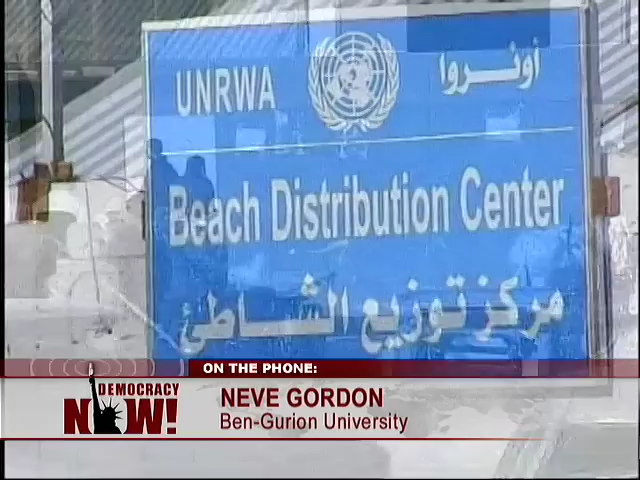 UNRWA
أونروا
Beach Distribution Center
مركز توزيع الشاطئ
ON THE PHONE:
DEMOCRACY
NOW!
NEVE GORDON
Ben-Gurion University